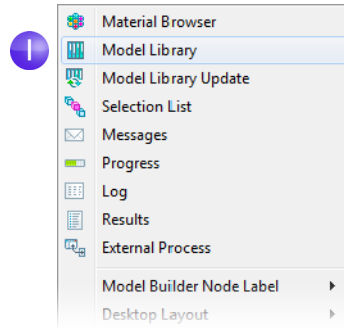 Material Browser
1
Model Library
Model Library Update
Selection List
Messages
Progress
Log
Results
External Process
Model Builder Node Label
Desktop Layout